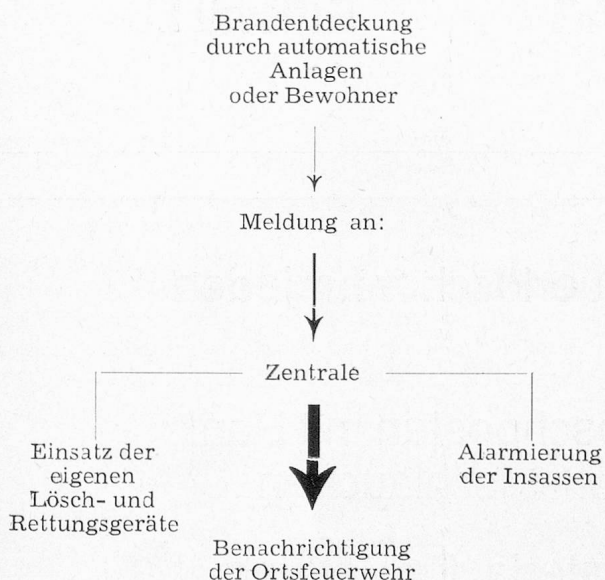 Brandentdeckung
durch automatische
Anlagen
oder Bewohner
Meldung an:
Zentrale
Einsatz der
eigenen
Lösch- und
Rettungsgeräte
Alarmierung
der Insassen
Benachrichtigung
der Ortsfeuerwehr